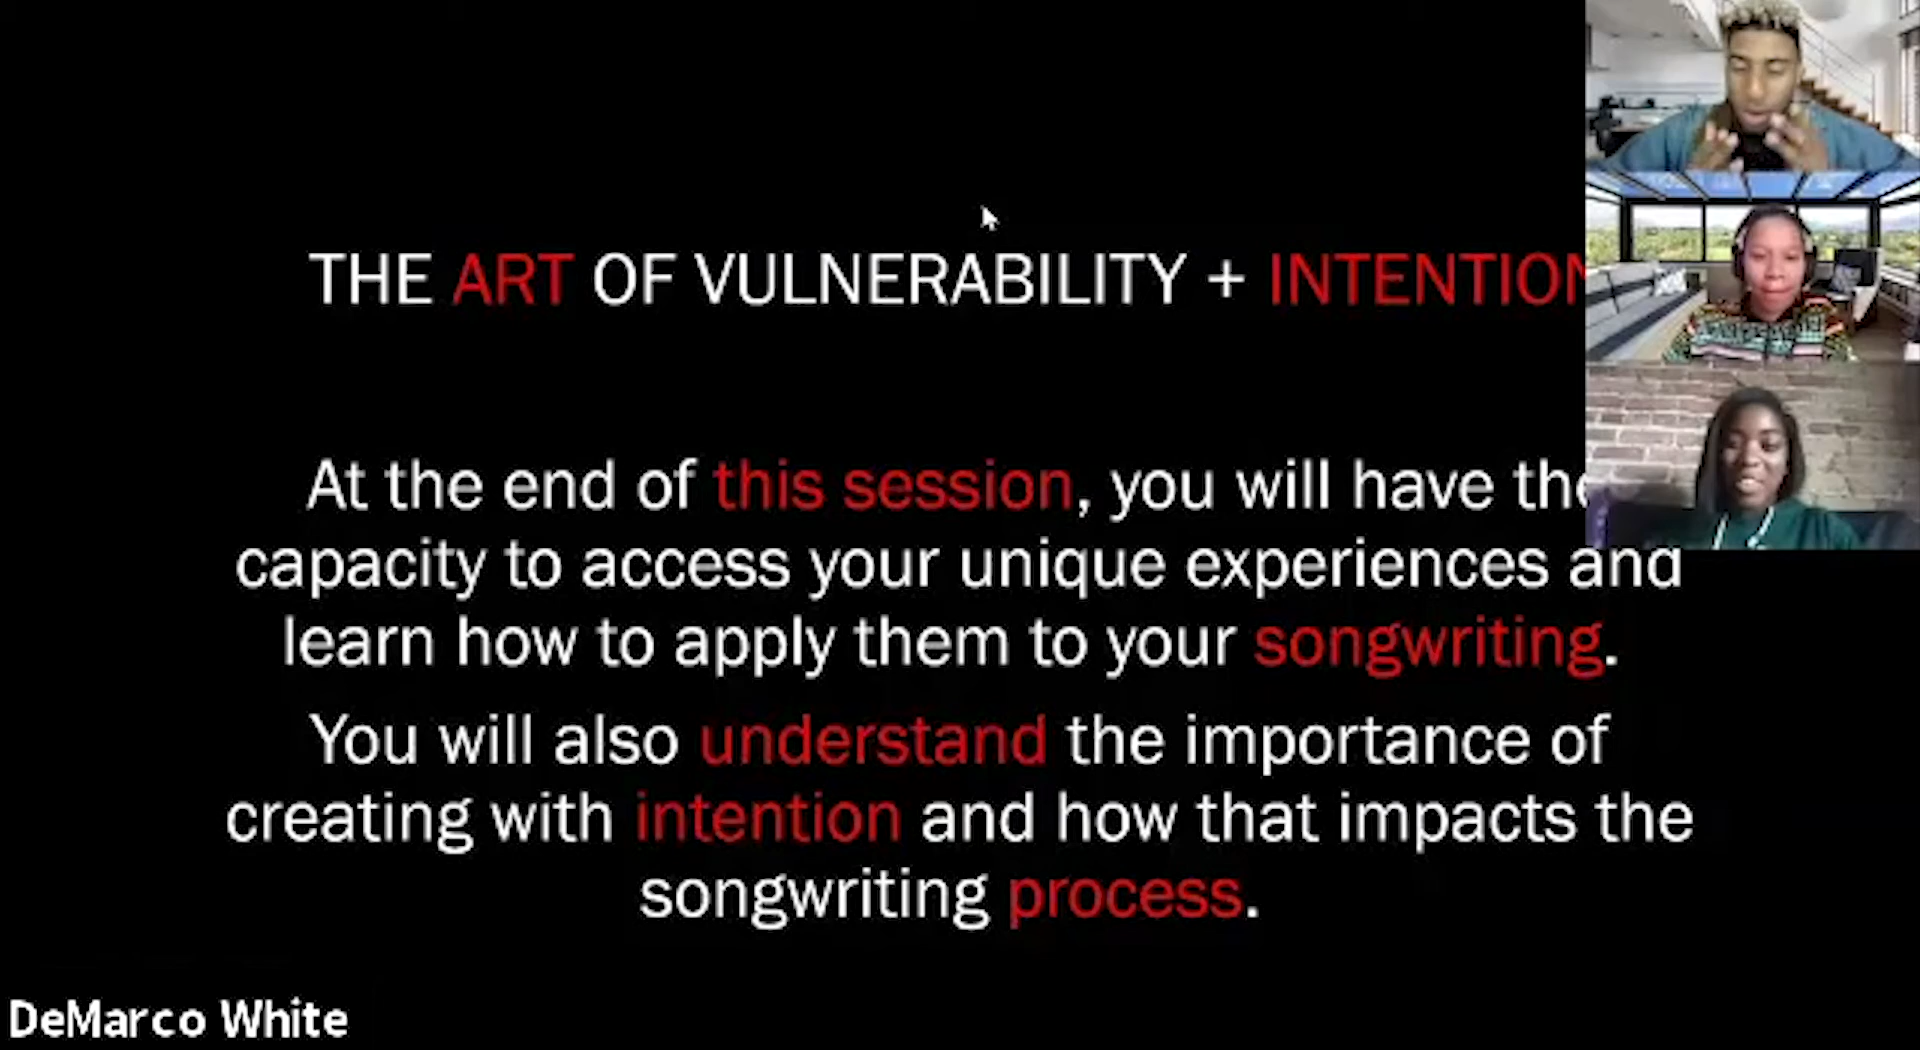 THE ART OF VULNERABILITY + INTENTION
At the end of this session, you will have the
capacity to access your unique experiences and
learn how to apply them to your songwriting.
You will also understand the importance of
creating with intention and how that impacts the
songwriting process.
DeMarco White